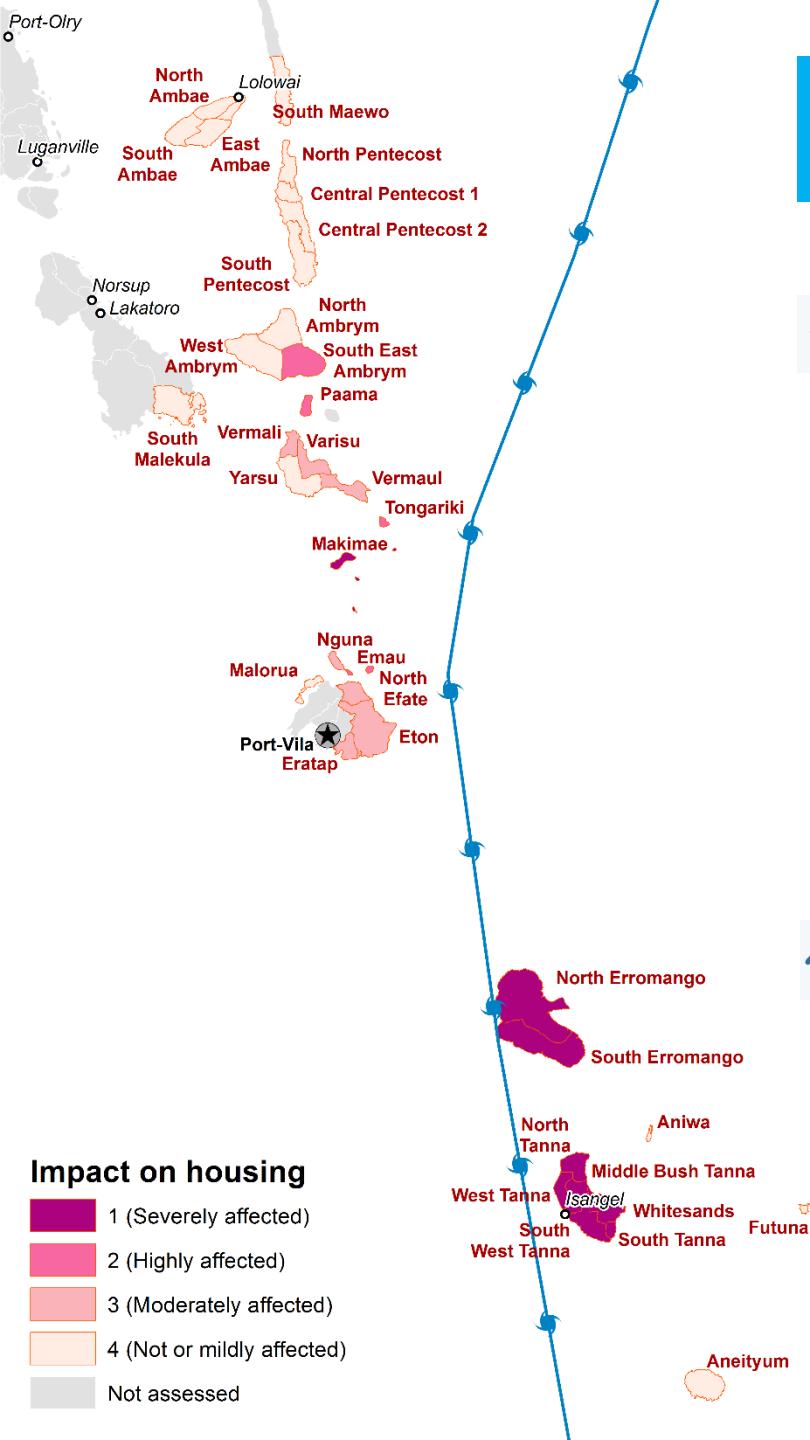 Port-Olry
North
Ambae
Lolowai
South Maewo
Luganville
South
Ambae
East
Ambae
North Pentecost
Central Pentecost 1
Central Pentecost 2
South
Pentecost
Norsup
Lakatoro
North
Ambrym
West
Ambrym
South East
Ambrym
Paama
South
Malekula
Vermali
Varisu
Yarsu
Vermaul
Tongariki
Makimae
Nguna
Emau
Malorua
North
Efate
Port-Vila
Eton
Eratap
North Erromango
South Erromango
Aniwa
North
Tanna
Middle Bush Tanna
West Tanna
Isangel
Whitesands
South
West Tanna
South Tanna
Futuna
Aneityum
Impact on housing
1 (Severely affected)
2 (Highly affected)
3 (Moderately affected)
4 (Not or mildly affected)
Not assessed